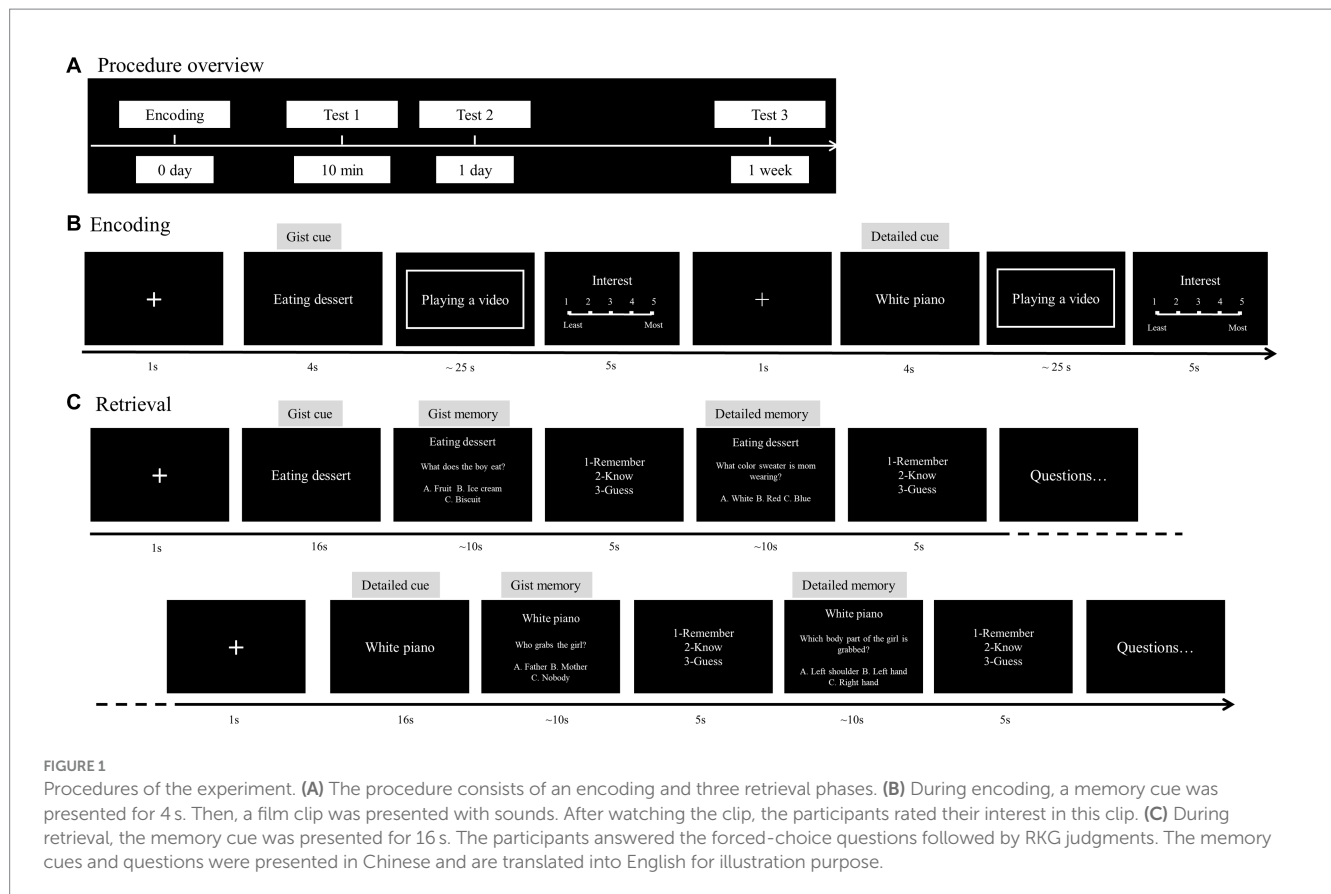 A Procedure overview
Encoding Test 1 Test 2 Test 3
0 day 10 min 1 day 1 week
B Encoding
Gist cue Detailed cue
+ Eating dessert Playing a video Interest + White piano Playing a video Interest
1 2 3 4 5 1 2 3 4 5
Least Most Least Most
1s 4s ~ 25 s 5s 1s 4s ~ 25 s 5s
C Retrieval
Gist cue Gist memory Detailed memory
+
Eating dessert
Eating dessert
What does the boy eat?
A. Fruit B. Ice cream
C. Biscuit
1-Remember
2-Know
3-Guess
Eating dessert
What color sweater is mom
wearing?
A. White B. Red C. Blue
1-Remember
2-Know
3-Guess
Questions…
1s 16s ~10s 5s ~10s 5s
Detailed cue Gist memory Detailed memory
+
White piano
White piano
Who grabs the girl?
A. Father B. Mother
C. Nobody
1-Remember
2-Know
3-Guess
White piano
Which body part of the girl is
grabbed?
A. Left shoulder B. Left hand
C. Right hand
1-Remember
2-Know
3-Guess
Questions…
1s 16s ~10s 5s ~10s 5s
FIGURE 1
Procedures of the experiment. (A) The procedure consists of an encoding and three retrieval phases. (B) During encoding, a memory cue was
presented for 4 s. Then, a film clip was presented with sounds. After watching the clip, the participants rated their interest in this clip. (C) During
retrieval, the memory cue was presented for 16 s. The participants answered the forced-choice questions followed by RKG judgments. The memory
cues and questions were presented in Chinese and are translated into English for illustration purpose.